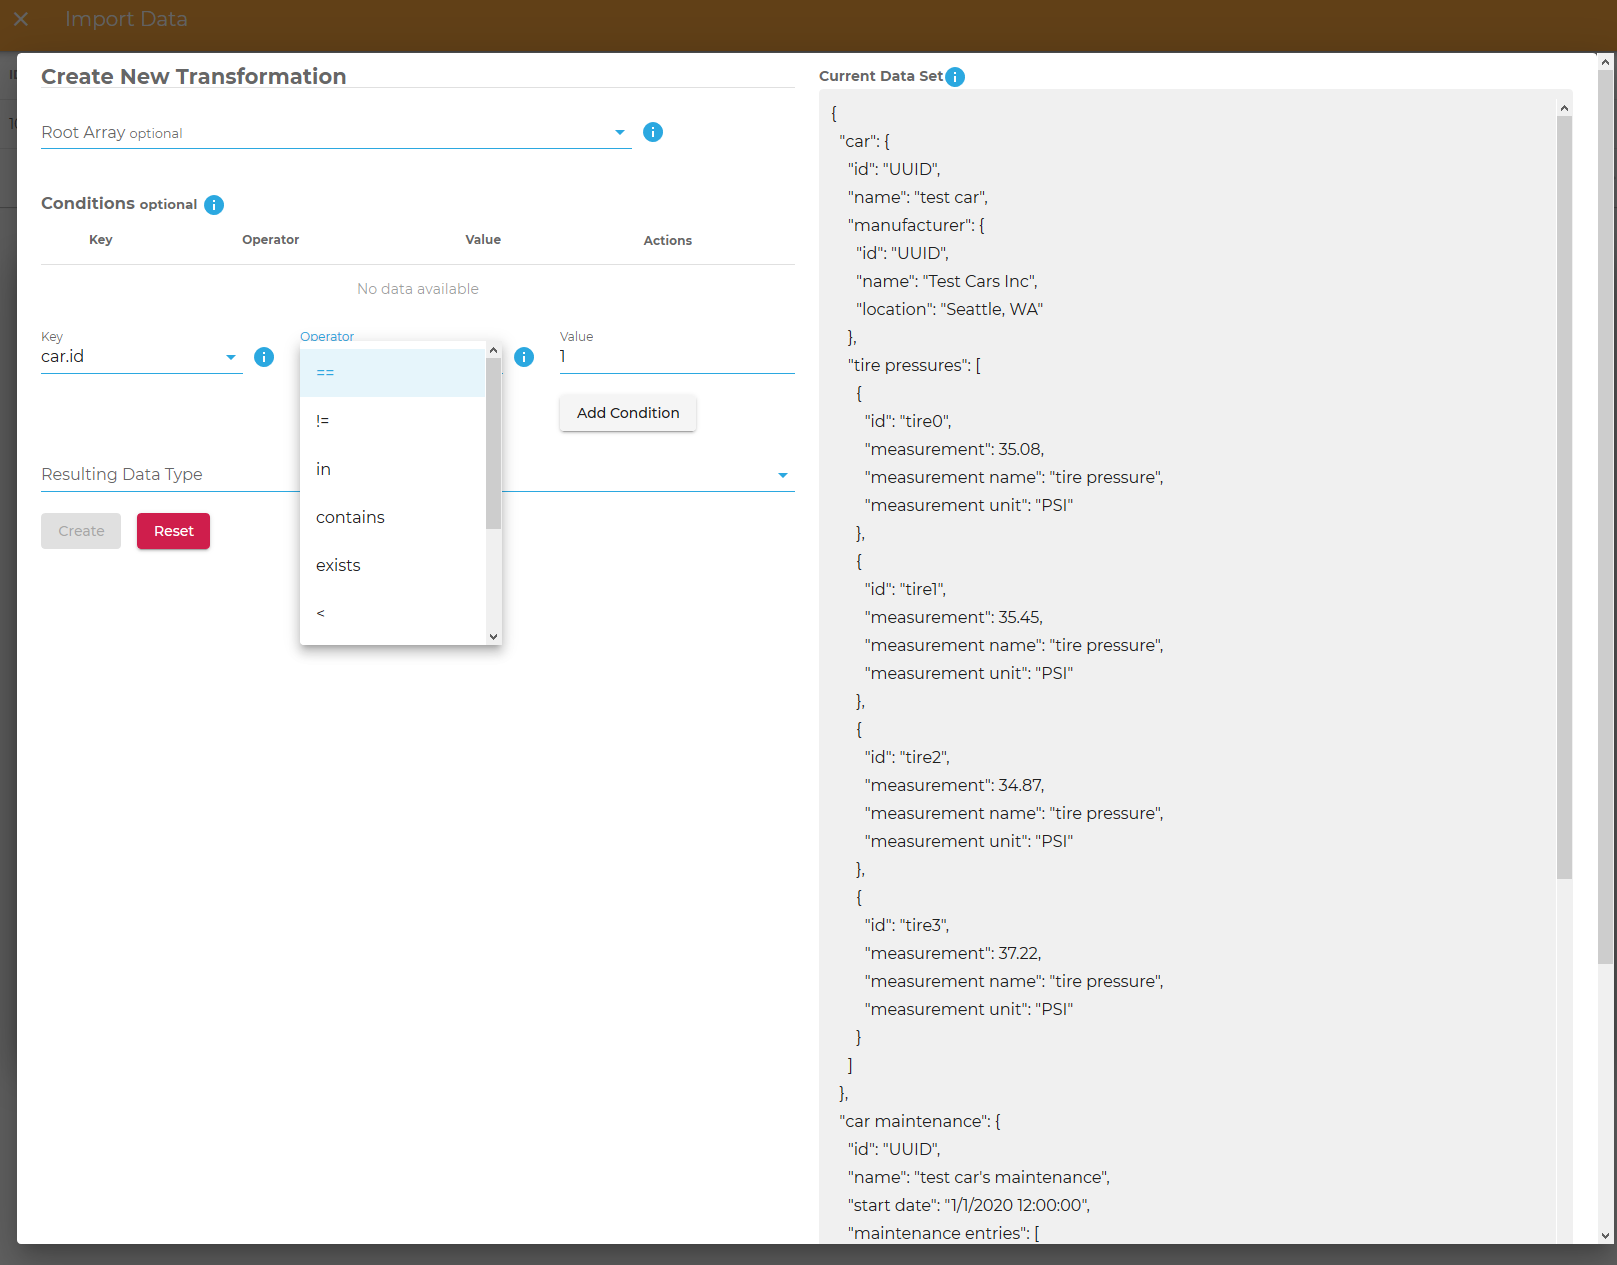 Import Data
Create New Transformation
Root Array optional
Conditions optional
Key Operator Value Actions
No data available
Key
car.id
Operator
==
!=
in
contains
exists
<
Value
1
Add Condition
Resulting Data Type
Create Reset
Current Data Set
{
"car": {
"id": "UUID",
"name": "test car",
"manufacturer": {
"id": "UUID",
"name": "Test Cars Inc",
"location": "Seattle, WA"
},
"tire pressures": [
{
"id": "tire0",
"measurement": 35.08,
"measurement name": "tire pressure",
"measurement unit": "PSI"
},
{
"id": "tire1",
"measurement": 35.45,
"measurement name": "tire pressure",
"measurement unit": "PSI"
},
{
"id": "tire2",
"measurement": 34.87,
"measurement name": "tire pressure",
"measurement unit": "PSI"
},
{
"id": "tire3",
"measurement": 37.22,
"measurement name": "tire pressure",
"measurement unit": "PSI"
}
]
},
"car maintenance": {
"id": "UUID",
"name": "test car's maintenance",
"start date": "1/1/2020 12:00:00",
"maintenance entries": [